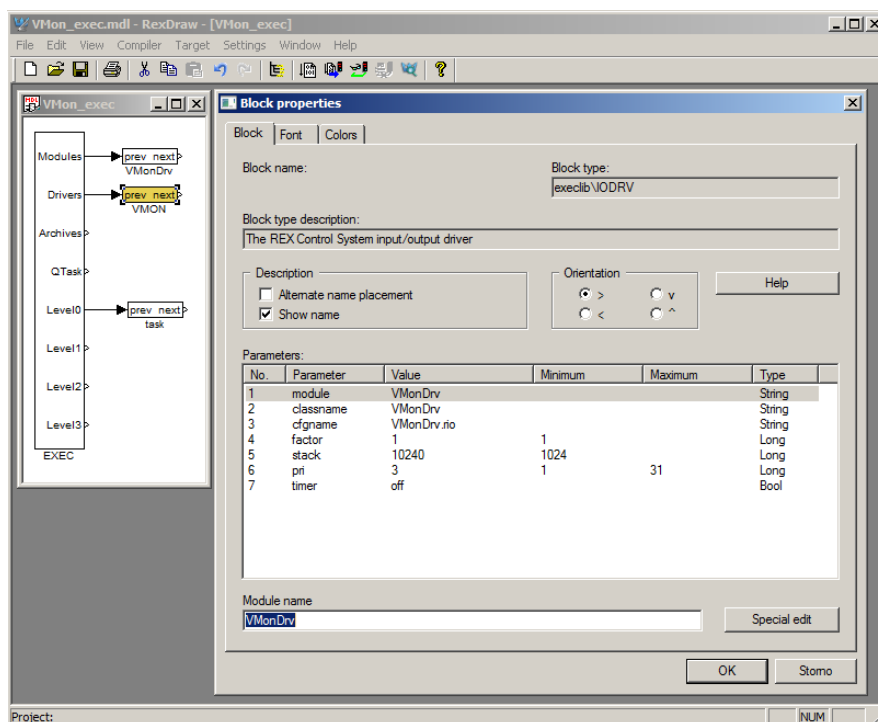 VMon_exec.mdl - RexDraw - [VMon_exec]
File Edit View Compiler Target Settings Window Help
VMon_exec
Modules
prev next
VMonDrv
Drivers
prev next
VMON
Archives
QTask
Level0
prev next
task
Level1
Level2
Level3
EXEC
Block properties
Block Font Colors
Block name:
Block type:
execlib\IODRV
Block type description:
The REX Control System input/output driver
Description
Alternate name placement
Show name
Orientation
> v
< ^
Help
Parameters:
No. Parameter Value Minimum Maximum Type
1 module VMonDrv String
2 classname VMonDrv String
3 cfgname VMonDrv.rio String
4 factor 1 1 Long
5 stack 10240 1024 Long
6 pri 3 1 31 Long
7 timer off Bool
Module name
VMonDrv
Special edit
OK Storno
Project:
NUM